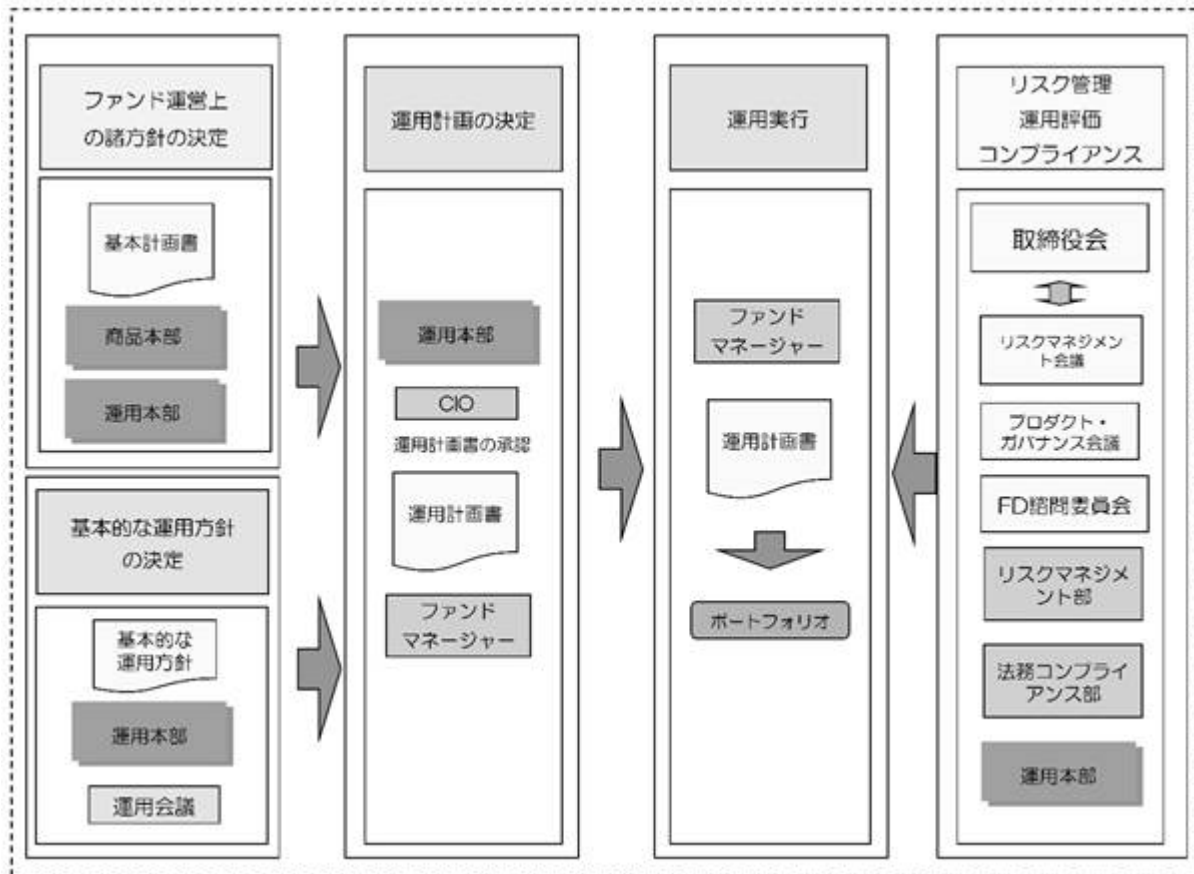 ファンド運営上
の諸方針の決定
基本計画書
商品本部
運用本部
基本的な運用方針
の決定
基本的な
運用方針
運用本部
運用会議
運用計画の決定
運用本部
CIO
運用計画書の承認
運用計画書
ファンド
マネージャー
運用実行
ファンド
マネージャー
運用計画書
ポートフォリオ
リスク管理
運用評価
コンプライアンス
取締役会
リスクマネジメン
ト会議
プロダクト・
ガバナンス会議
FD諮問委員会
リスクマネジメ
ント部
法務コンプライ
アンス部
運用本部